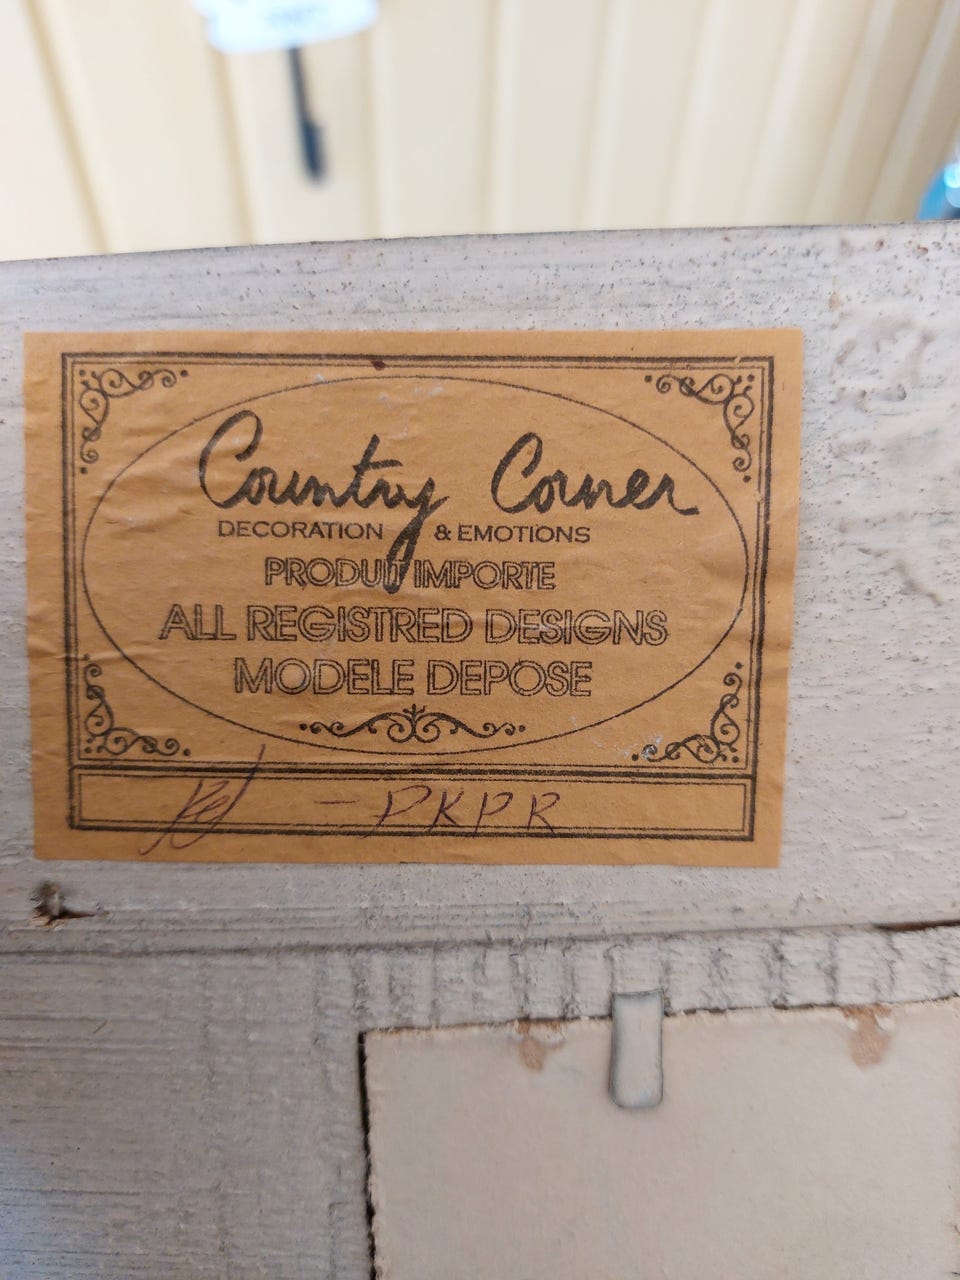 Country Corner
DECORATION & EMOTIONS
PRODUIT IMPORTE
ALL REGISTRED DESIGNS
MODELE DEPOSE
- PKPR